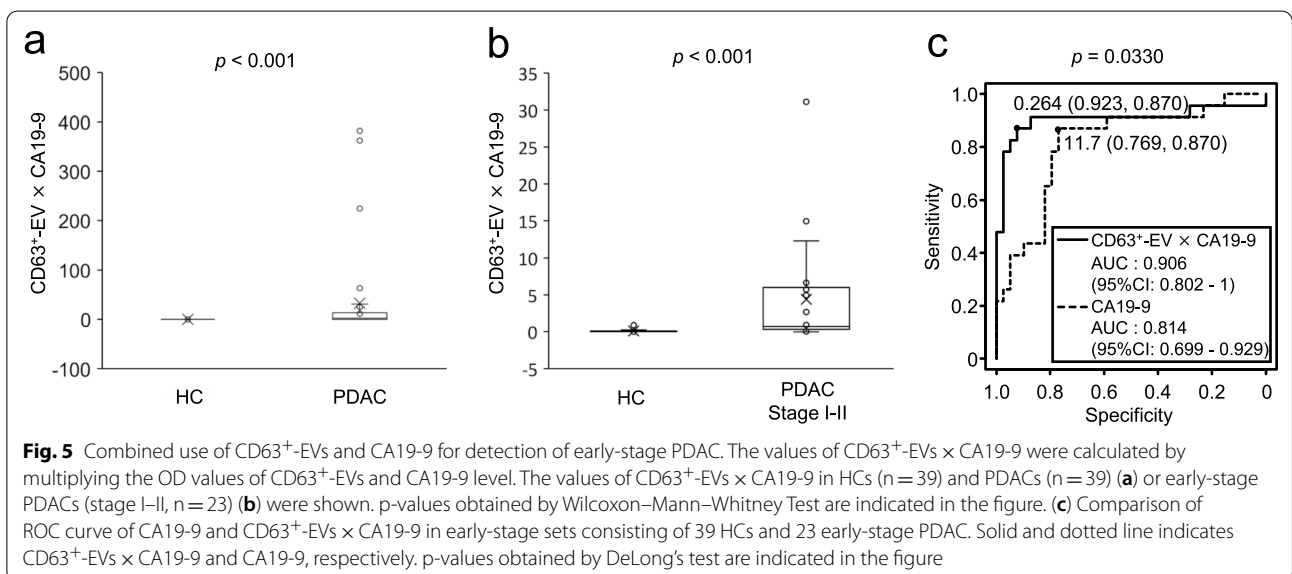 a
p < 0.001
CD63⁺-EV × CA19-9
500
400
300
200
100
0
-100
HC
PDAC
b
p < 0.001
CD63⁺-EV × CA19-9
35
30
25
20
15
10
5
0
-5
HC
PDAC
Stage I-II
c
p = 0.0330
Sensitivity
1.0
0.8
0.6
0.4
0.2
0
0.264 (0.923, 0.870)
11.7 (0.769, 0.870)
CD63⁺-EV × CA19-9
AUC : 0.906
(95%CI: 0.802 - 1)
CA19-9
AUC : 0.814
(95%CI: 0.699 - 0.929)
1.0 0.8 0.6 0.4 0.2 0
Specificity
Fig. 5 Combined use of CD63⁺-EVs and CA19-9 for detection of early-stage PDAC. The values of CD63⁺-EVs × CA19-9 were calculated by
multiplying the OD values of CD63⁺-EVs and CA19-9 level. The values of CD63⁺-EVs × CA19-9 in HCs (n = 39) and PDACs (n = 39) (a) or early-stage
PDACs (stage I–II, n = 23) (b) were shown. p-values obtained by Wilcoxon–Mann–Whitney Test are indicated in the figure. (c) Comparison of
ROC curve of CA19-9 and CD63⁺-EVs × CA19-9 in early-stage sets consisting of 39 HCs and 23 early-stage PDAC. Solid and dotted line indicates
CD63⁺-EVs × CA19-9 and CA19-9, respectively. p-values obtained by DeLong's test are indicated in the figure